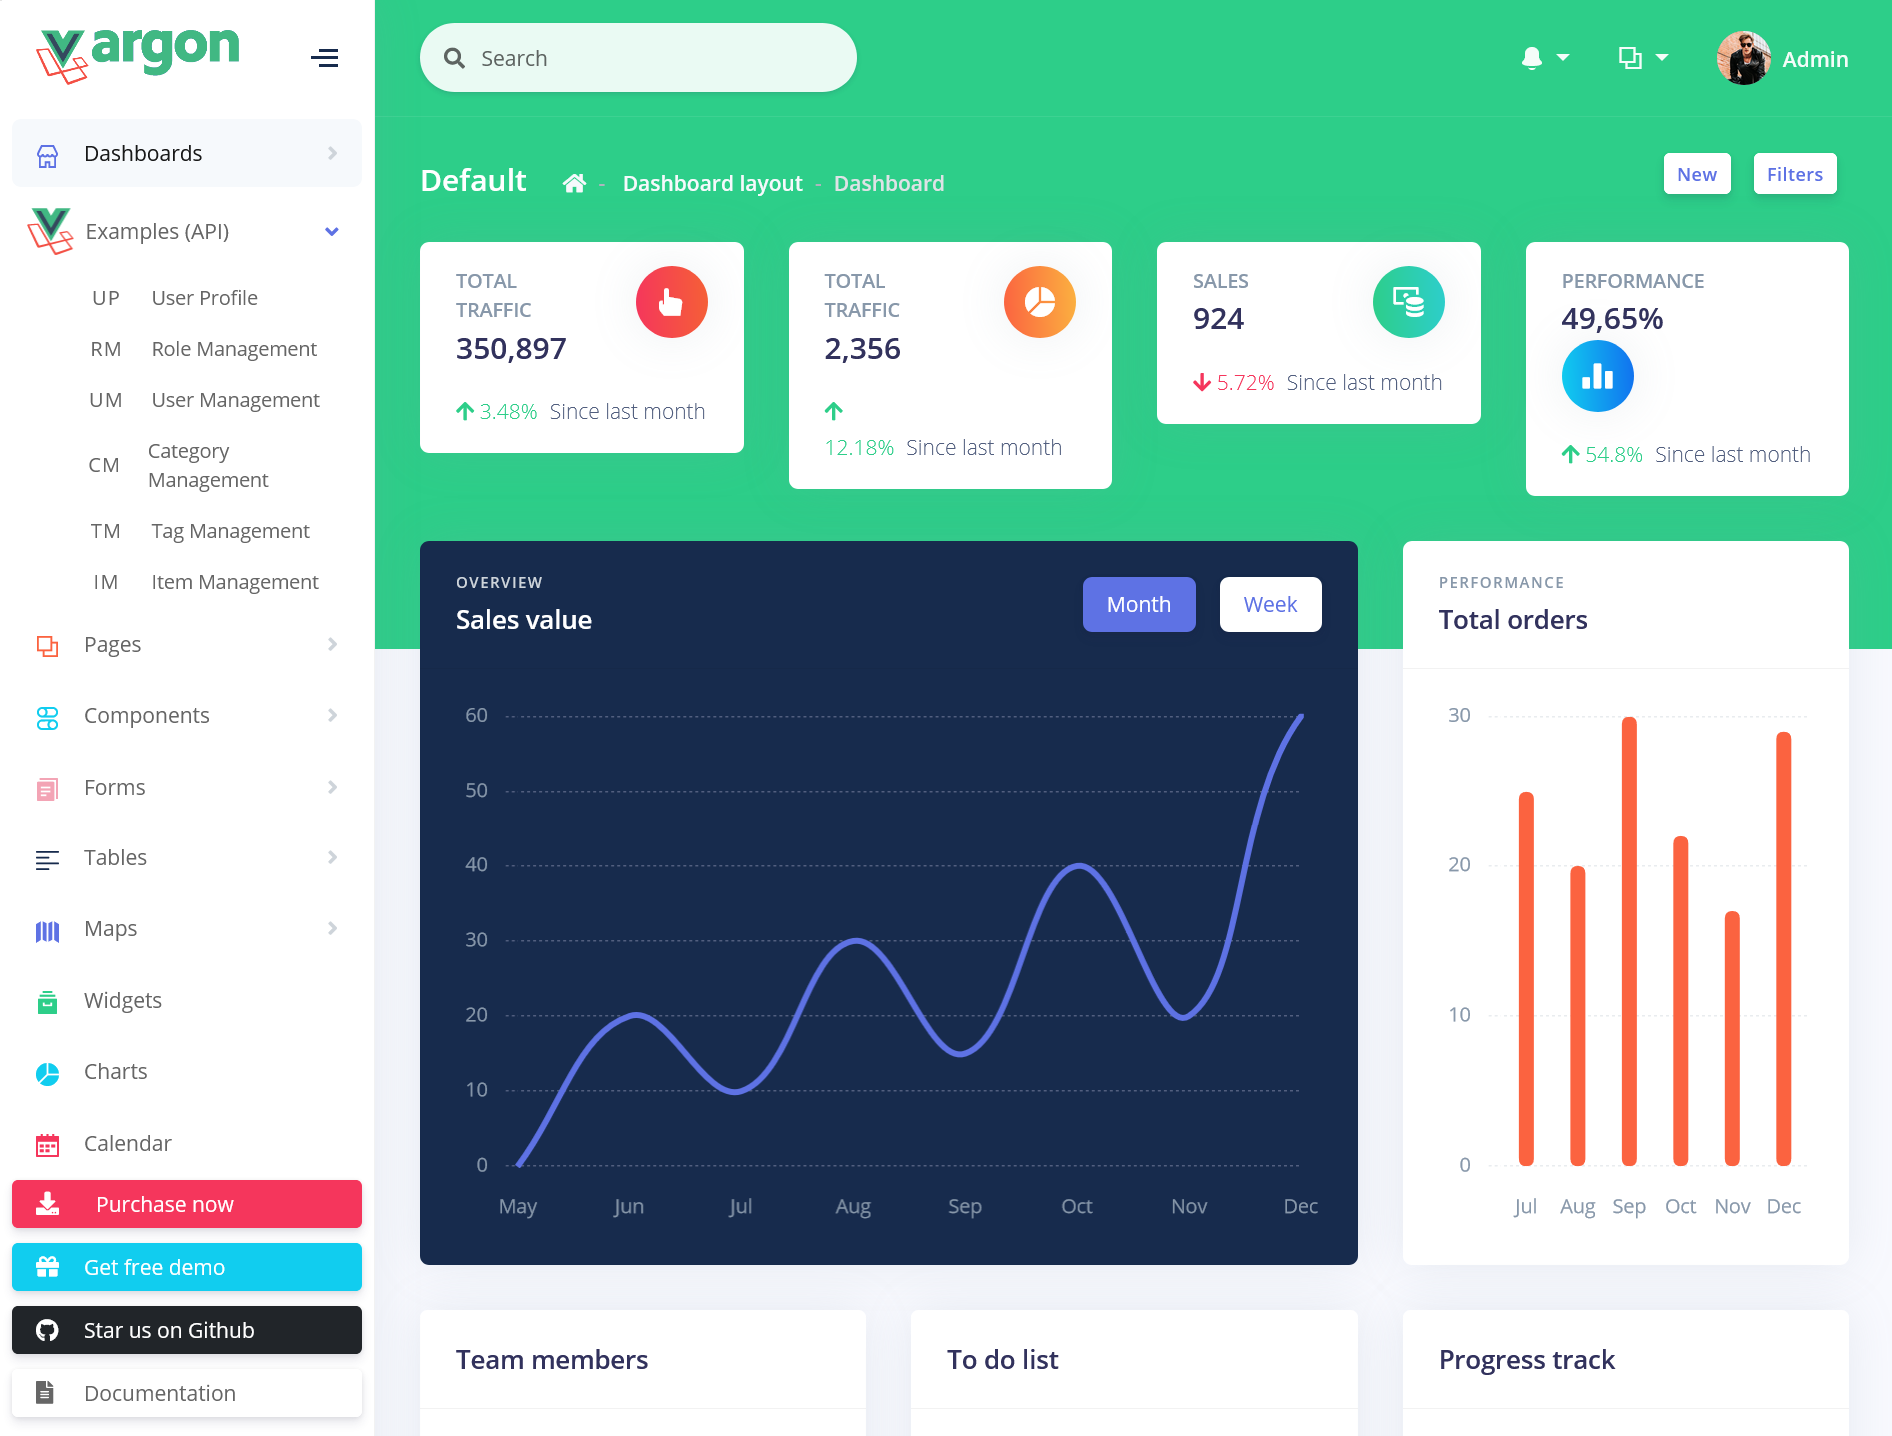 argon
Dashboards
Examples (API)
UP User Profile
RM Role Management
UM User Management
CM Category
Management
TM Tag Management
IM Item Management
Pages
Components
Forms
Tables
Maps
Widgets
Charts
Calendar
Purchase now
Get free demo
Star us on Github
Documentation
Search
Admin
Default - Dashboard layout - Dashboard
New Filters
TOTAL
TRAFFIC
350,897
3.48% Since last month
TOTAL
TRAFFIC
2,356
12.18% Since last month
SALES
924
5.72% Since last month
PERFORMANCE
49,65%
54.8% Since last month
OVERVIEW
Sales value
Month Week
60
50
40
30
20
10
0
May Jun Jul Aug Sep Oct Nov Dec
PERFORMANCE
Total orders
30
20
10
0
Jul Aug Sep Oct Nov Dec
Team members
To do list
Progress track